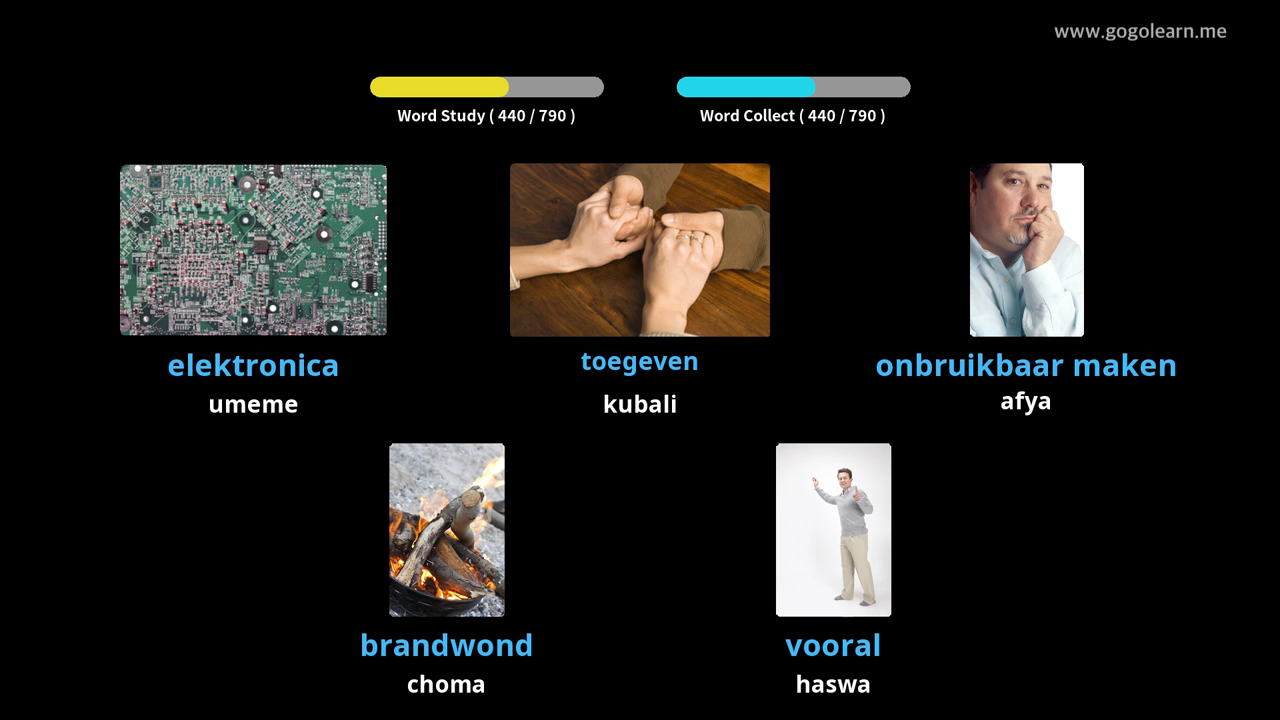 www.gogolearn.me
Word Study ( 440 / 790 )
Word Collect ( 440 / 790 )
elektronica
umeme
toegeven
kubali
onbruikbaar maken
afya
brandwond
choma
vooral
haswa